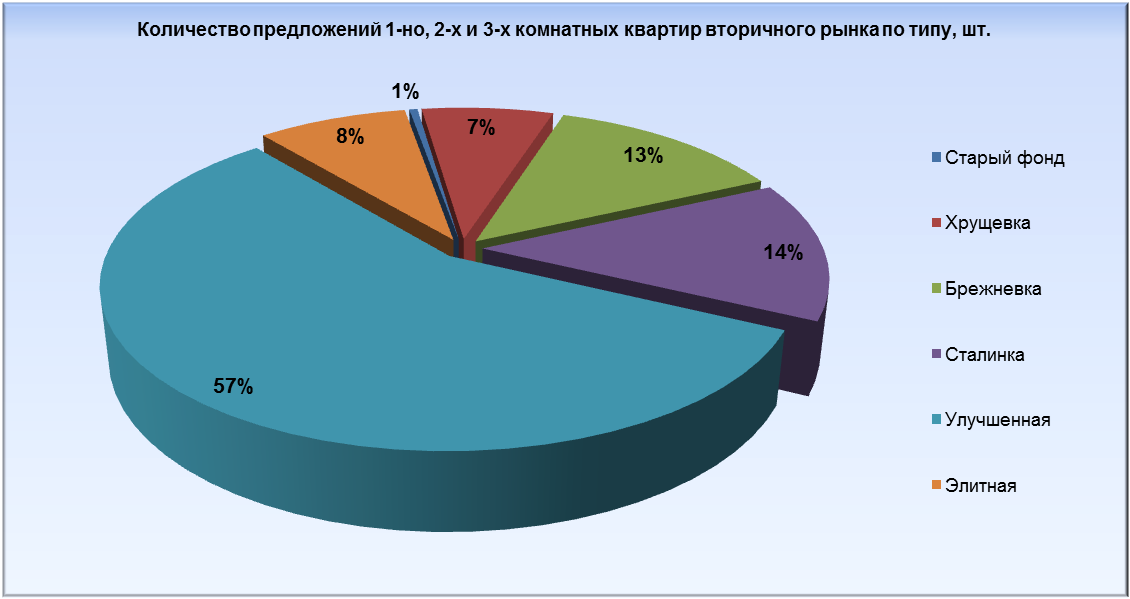 Количество предложений 1-но, 2-х и 3-х комнатных квартир вторичного рынка по типу, шт.
1%
7%
13%
14%
57%
8%
Старый фонд
Хрущевка
Брежневка
Сталинка
Улучшенная
Элитная